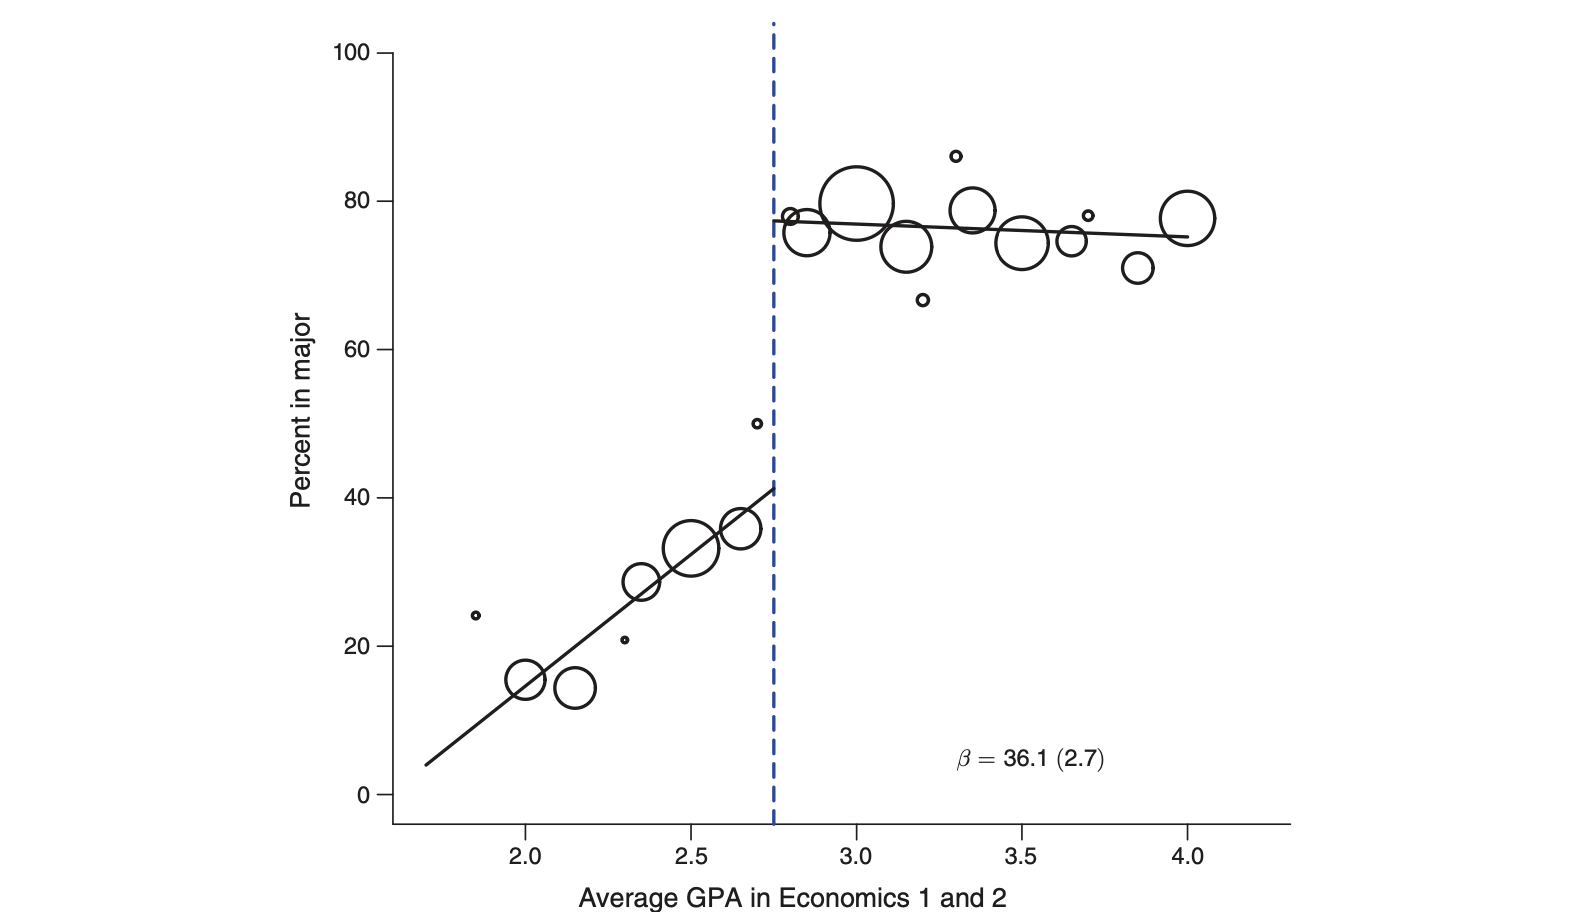 100
80
60
40
20
0
Percent in major
β = 36.1 (2.7)
2.0 2.5 3.0 3.5 4.0
Average GPA in Economics 1 and 2